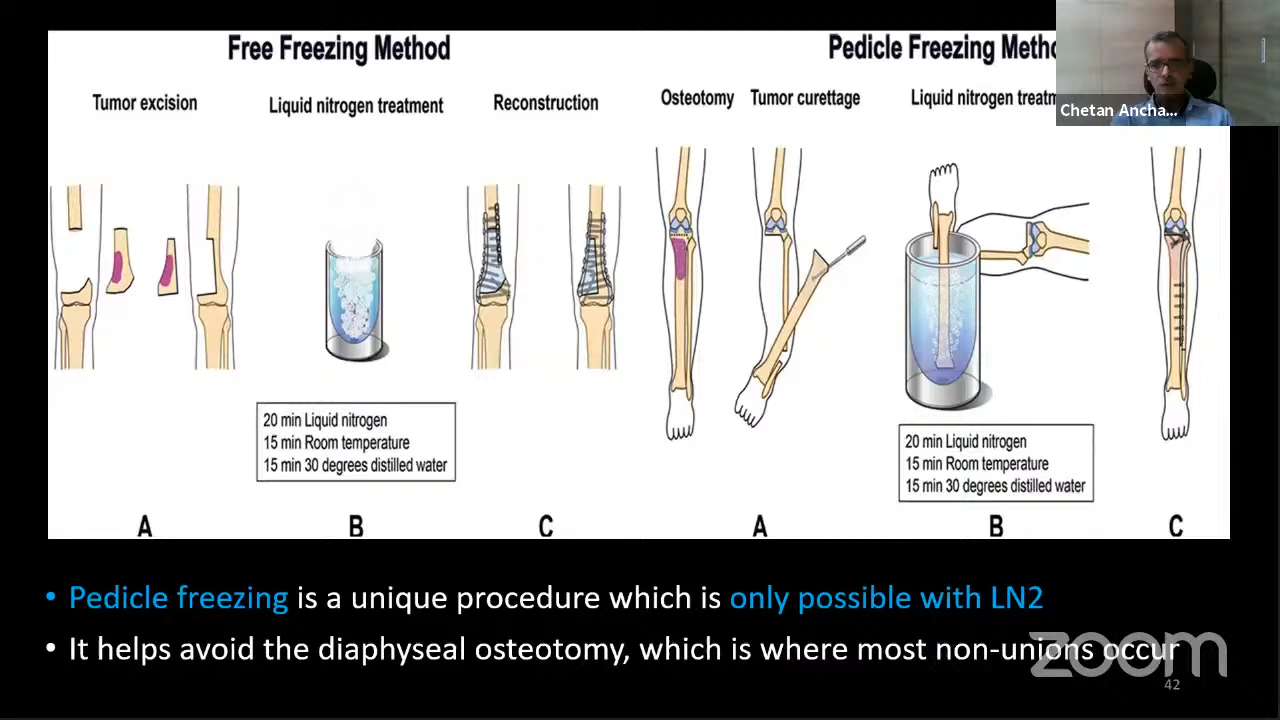 Free Freezing Method
Tumor excision
Liquid nitrogen treatment
Reconstruction
20 min Liquid nitrogen
15 min Room temperature
15 min 30 degrees distilled water
A
B
C
Pedicle Freezing Metho
Osteotomy
Tumor curettage
Liquid nitrogen treatm
20 min Liquid nitrogen
15 min Room temperature
15 min 30 degrees distilled water
A
B
C
Chetan Ancha...
• Pedicle freezing is a unique procedure which is only possible with LN2
• It helps avoid the diaphyseal osteotomy, which is where most non-unions occur
zoom
42